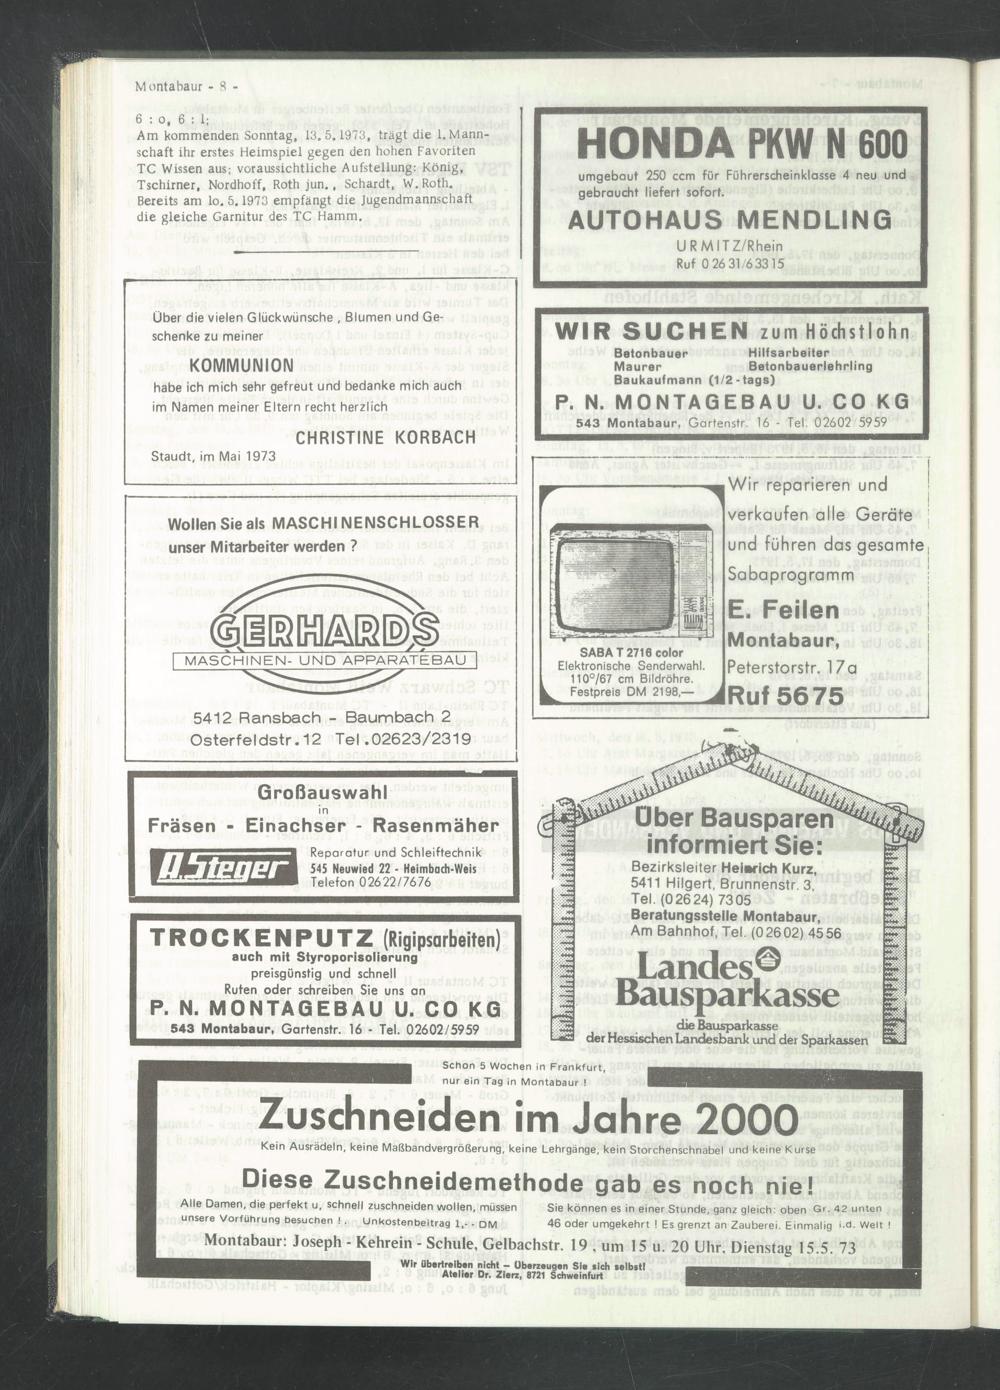 Montabaur - 8 -
6 : o, 6 : 1;
Am kommenden Sonntag, 13.5.1973, trägt die 1. Mann-
schaft ihr erstes Heimspiel gegen den hohen Favoriten
TC Wissen aus; voraussichtliche Aufstellung: König,
Tschirner, Nordhoff, Roth jun., Schardt, W. Roth.
Bereits am 1o. 5. 1973 empfängt die Jugendmannschaft
die gleiche Garnitur des TC Hamm.
Über die vielen Glückwünsche, Blumen und Ge-
schenke zu meiner
KOMMUNION
habe ich mich sehr gefreut und bedanke mich auch
im Namen meiner Eltern recht herzlich
CHRISTINE KORBACH
Staudt, im Mai 1973
Wollen Sie als MASCHINENSCHLOSSER
unser Mitarbeiter werden ?
GERHARDS
MASCHINEN- UND APPARATEBAU
5412 Ransbach - Baumbach 2
Osterfeldstr. 12 Tel. 02623/2319
Großauswahl
in
Fräsen - Einachser - Rasenmäher
A.Steger
Reparatur und Schleiftechnik
545 Neuwied 22 - Heimbach-Weis
Telefon 02622/7676
TROCKENPUTZ (Rigipsarbeiten)
auch mit Styroporisolierung
preisgünstig und schnell
Rufen oder schreiben Sie uns an
P. N. MONTAGEBAU U. CO KG
543 Montabaur, Gartenstr. 16 - Tel. 02602/5959
HONDA PKW N 600
umgebaut 250 ccm für Führerscheinklasse 4 neu und
gebraucht liefert sofort.
AUTOHAUS MENDLING
URMITZ/Rhein
Ruf 0 26 31/6 33 15
WIR SUCHEN zum Höchstlohn
Betonbauer Hilfsarbeiter
Maurer Betonbauerlehrling
Baukaufmann (1/2-tags)
P. N. MONTAGEBAU U. CO KG
543 Montabaur, Gartenstr. 16 - Tel. 02602 5959
SABA T 2716 color
Elektronische Senderwahl.
110°/67 cm Bildröhre.
Festpreis DM 2198,—
Wir reparieren und
verkaufen alle Geräte
und führen das gesamte
Sabaprogramm
E. Feilen
Montabaur,
Peterstorstr. 17a
Ruf 5675
Über Bausparen
informiert Sie:
Bezirksleiter Heinrich Kurz,
5411 Hilgert, Brunnenstr. 3,
Tel. (0 26 24) 73 05
Beratungsstelle Montabaur,
Am Bahnhof, Tel. (0 26 02) 45 56
Landes
Bausparkasse
die Bausparkasse
der Hessischen Landesbank und der Sparkassen
Schon 5 Wochen in Frankfurt,
nur ein Tag in Montabaur !
Zuschneiden im Jahre 2000
Kein Ausrädeln, keine Maßbandvergrößerung, keine Lehrgänge, kein Storchenschnabel und keine Kurse
Diese Zuschneidemethode gab es noch nie!
Alle Damen, die perfekt u, schnell zuschneiden wollen, müssen
unsere Vorführung besuchen !. Unkostenbeitrag 1,-- DM
Sie können es in einer Stunde, ganz gleich: oben Gr. 42 unten
46 oder umgekehrt ! Es grenzt an Zauberei. Einmalig i.d. Welt !
Montabaur: Joseph - Kehrein - Schule, Gelbachstr. 19 , um 15 u. 20 Uhr, Dienstag 15.5. 73
Wir übertreiben nicht — Überzeugen Sie sich selbst!
Atelier Dr. Zierz, 8721 Schweinfurt